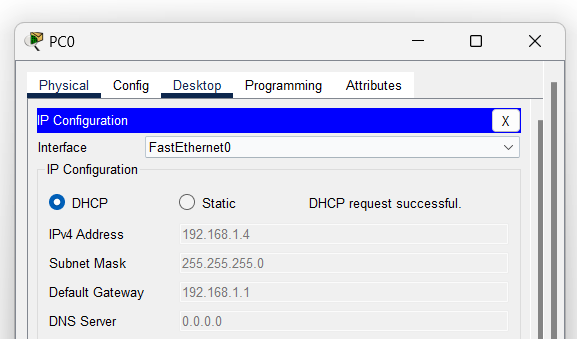 PC0
Physical Config Desktop Programming Attributes
IP Configuration X
Interface FastEthernet0
IP Configuration
DHCP Static DHCP request successful.
IPv4 Address 192.168.1.4
Subnet Mask 255.255.255.0
Default Gateway 192.168.1.1
DNS Server 0.0.0.0